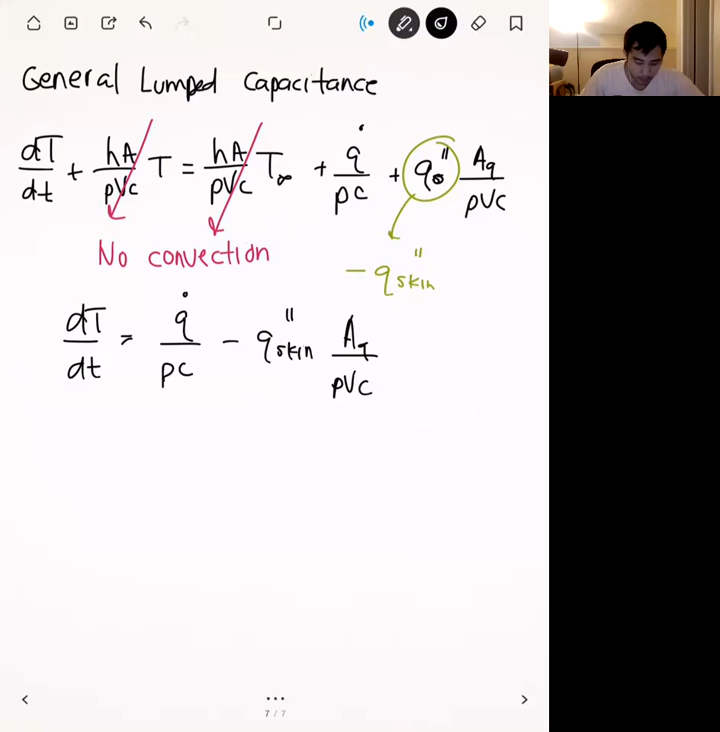 General Lumped Capacitance
dT/dt + hA/ρVc T = hA/ρVc T∞ + q̇/ρc + q₀" Aq/ρVc
No convection
- q"skin
dT/dt = q̇/ρc - q"skin Aq/ρVc
7 / 7